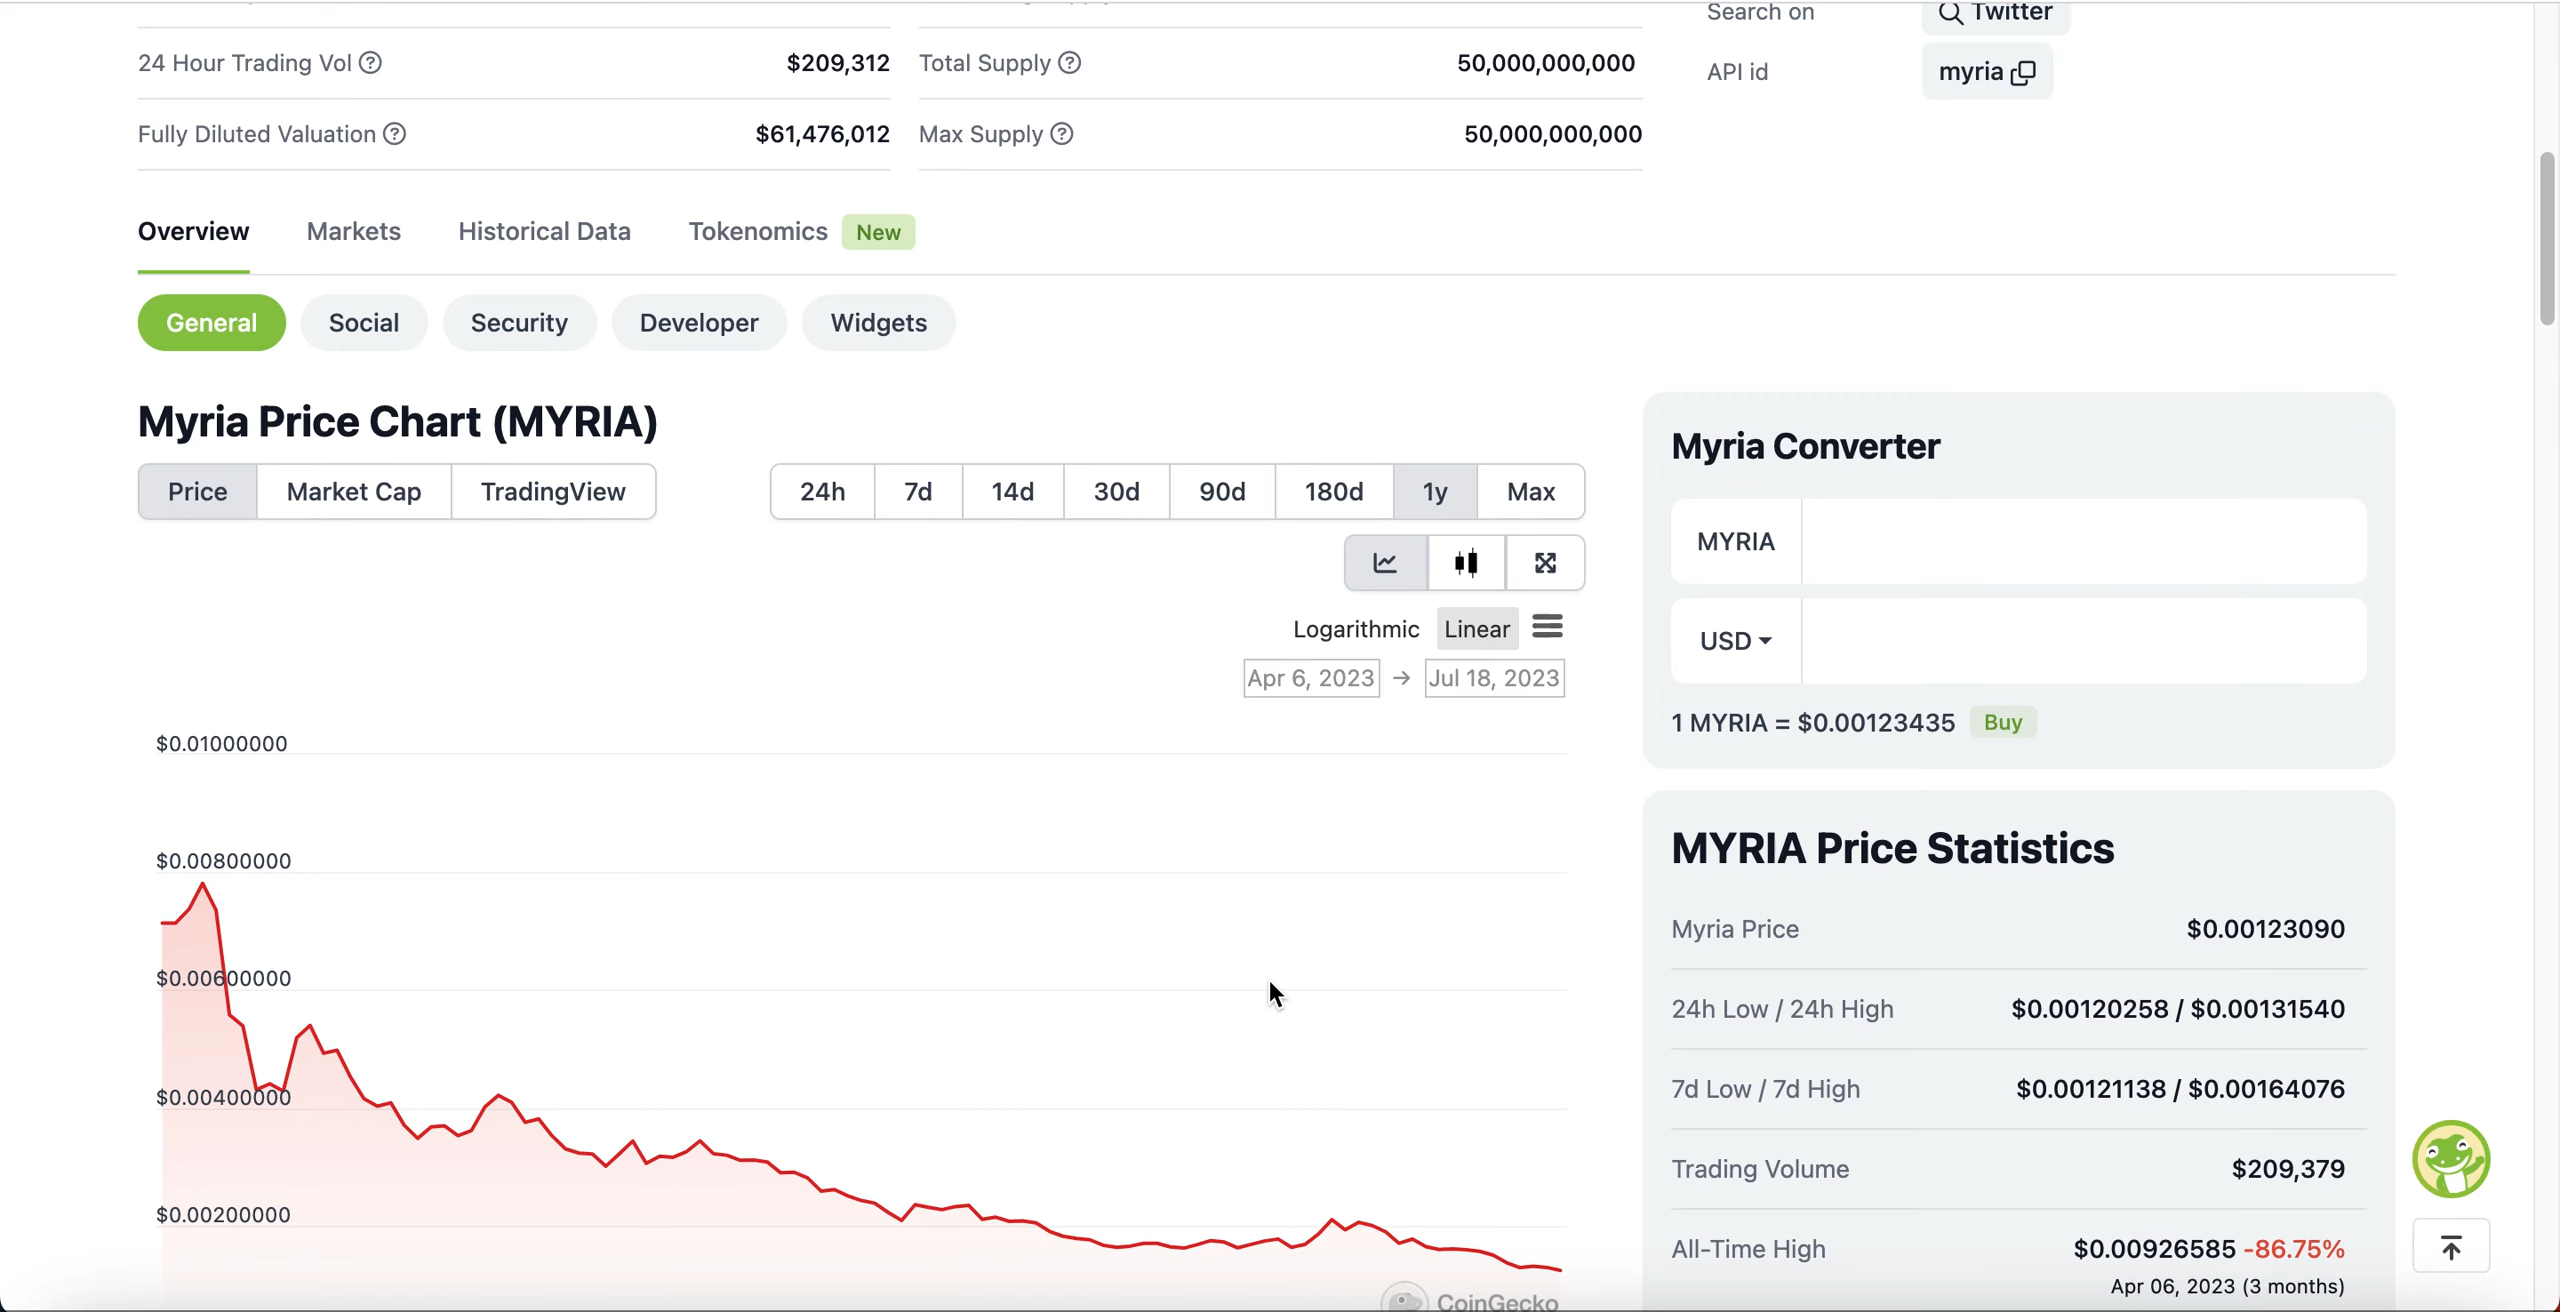 Search on Twitter
24 Hour Trading Vol $209,312 Total Supply 50,000,000,000
API id myria
Fully Diluted Valuation $61,476,012 Max Supply 50,000,000,000
Overview Markets Historical Data Tokenomics New
General Social Security Developer Widgets
Myria Price Chart (MYRIA)
Price Market Cap TradingView
24h 7d 14d 30d 90d 180d 1y Max
Logarithmic Linear
Apr 6, 2023 → Jul 18, 2023
$0.01000000
$0.00800000
$0.00600000
$0.00400000
$0.00200000
CoinGecko
Myria Converter
MYRIA
USD
1 MYRIA = $0.00123435 Buy
MYRIA Price Statistics
Myria Price $0.00123090
24h Low / 24h High $0.00120258 / $0.00131540
7d Low / 7d High $0.00121138 / $0.00164076
Trading Volume $209,379
All-Time High $0.00926585 -86.75%
Apr 06, 2023 (3 months)